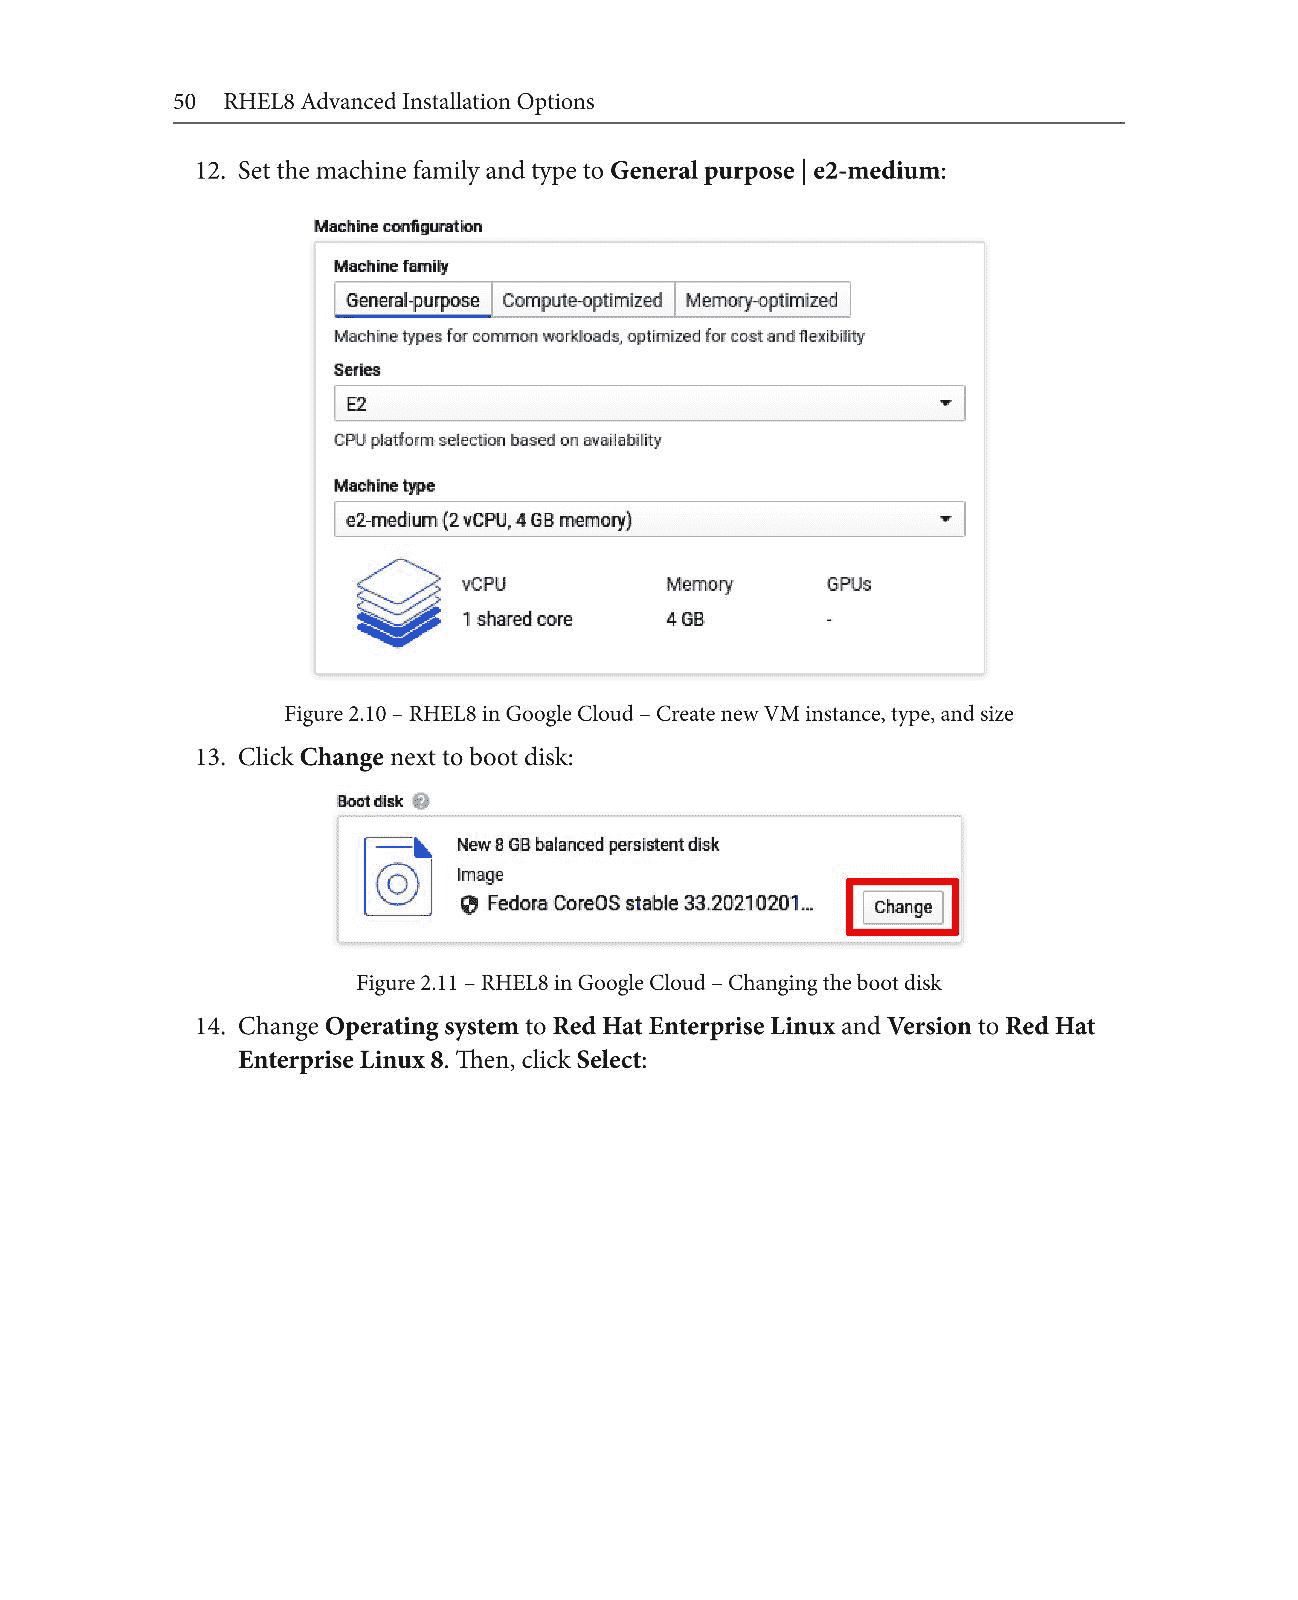 50 RHEL8 Advanced Installation Options
12. Set the machine family and type to General purpose | e2-medium:
Machine configuration
Machine family
General-purpose Compute-optimized Memory-optimized
Machine types for common workloads, optimized for cost and flexibility
Series
E2
CPU platform selection based on availability
Machine type
e2-medium (2 vCPU, 4 GB memory)
vCPU Memory GPUs
1 shared core 4 GB -
Figure 2.10 – RHEL8 in Google Cloud – Create new VM instance, type, and size
13. Click Change next to boot disk:
Boot disk ?
New 8 GB balanced persistent disk
Image
Fedora CoreOS stable 33.20210201...
Change
Figure 2.11 – RHEL8 in Google Cloud – Changing the boot disk
14. Change Operating system to Red Hat Enterprise Linux and Version to Red Hat
Enterprise Linux 8. Then, click Select: